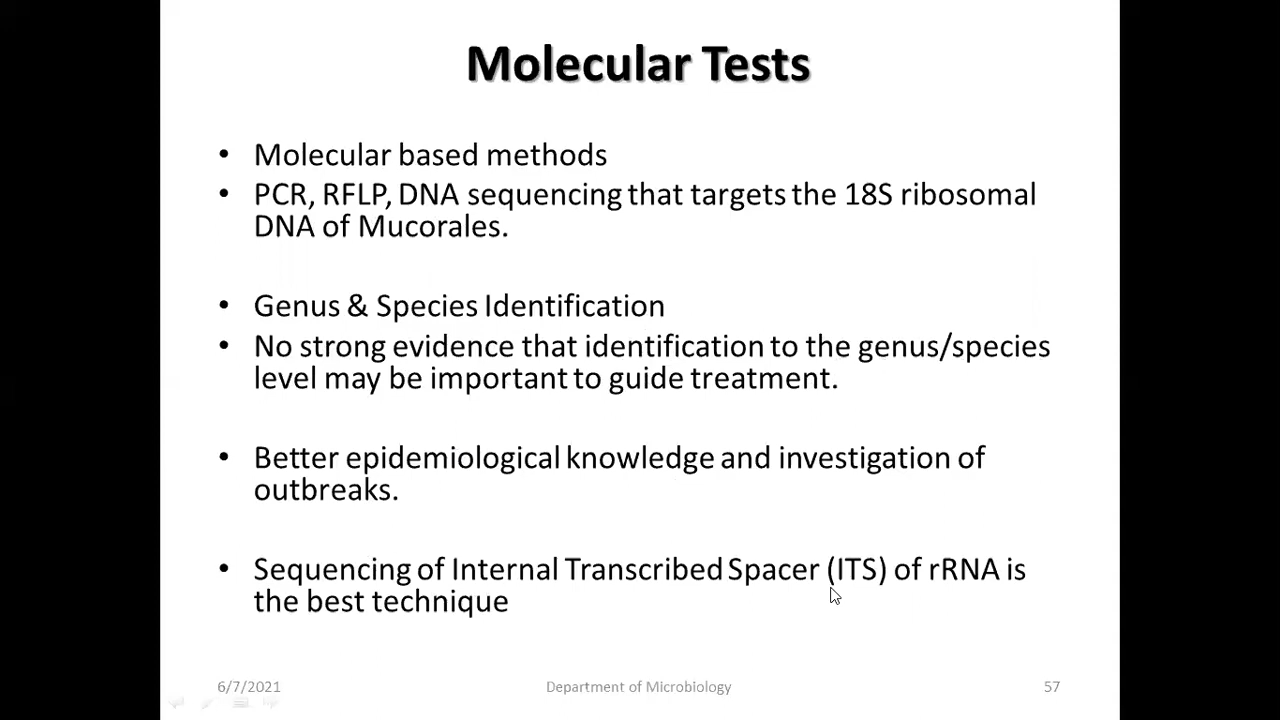 Molecular Tests
• Molecular based methods
• PCR, RFLP, DNA sequencing that targets the 18S ribosomal
DNA of Mucorales.
• Genus & Species Identification
• No strong evidence that identification to the genus/species
level may be important to guide treatment.
• Better epidemiological knowledge and investigation of
outbreaks.
• Sequencing of Internal Transcribed Spacer (ITS) of rRNA is
the best technique
6/7/2021 Department of Microbiology 57